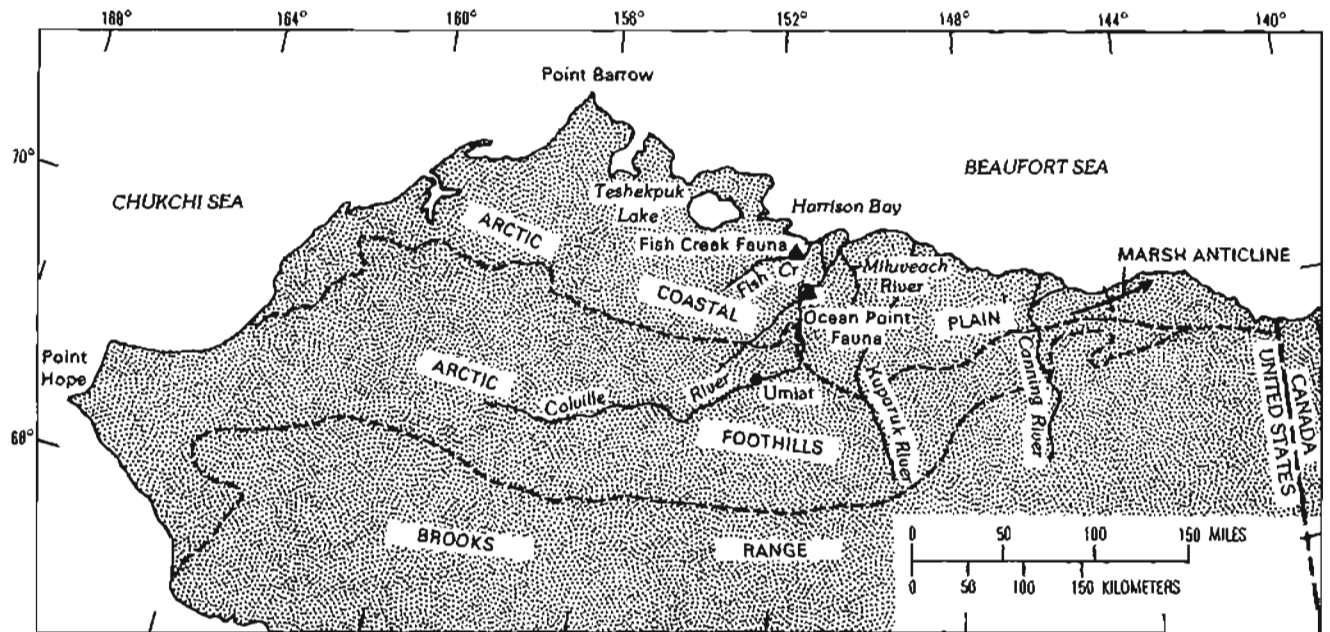 168° 164° 160° 156° 152° 148° 144° 140°
Point Barrow
70°
BEAUFORT SEA
CHUKCHI SEA
Teshekpuk
Lake
Harrison Bay
ARCTIC
Fish Creek Fauna
MARSH ANTICLINE
Fish Cr
Miluveach
River
COASTAL
Ocean Point
Fauna
PLAIN
Point
Hope
ARCTIC
Colville
River
Umiat
Kuparuk River
Canning River
UNITED STATES
CANADA
68°
FOOTHILLS
BROOKS
RANGE
0 50 100 150 MILES
0 50 100 150 KILOMETERS